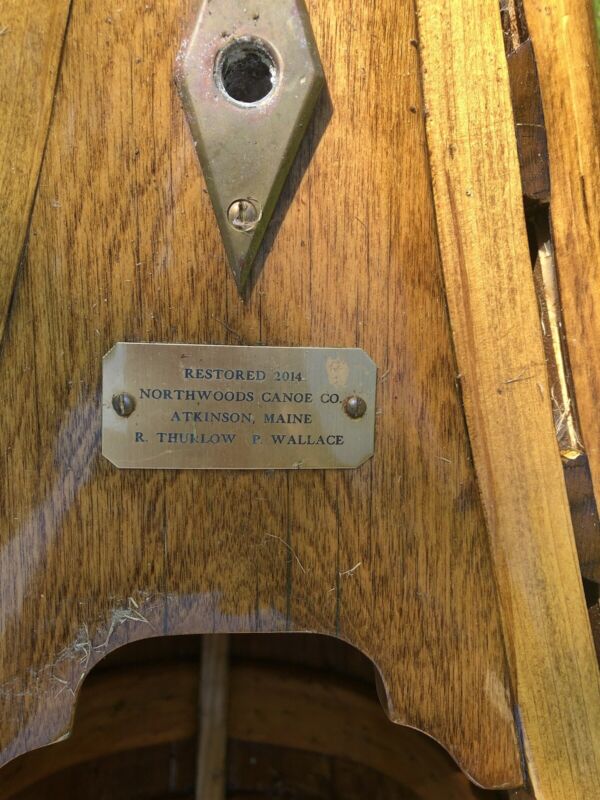 RESTORED 2014
NORTHWOODS CANOE CO.
ATKINSON, MAINE
R. THURLOW P. WALLACE